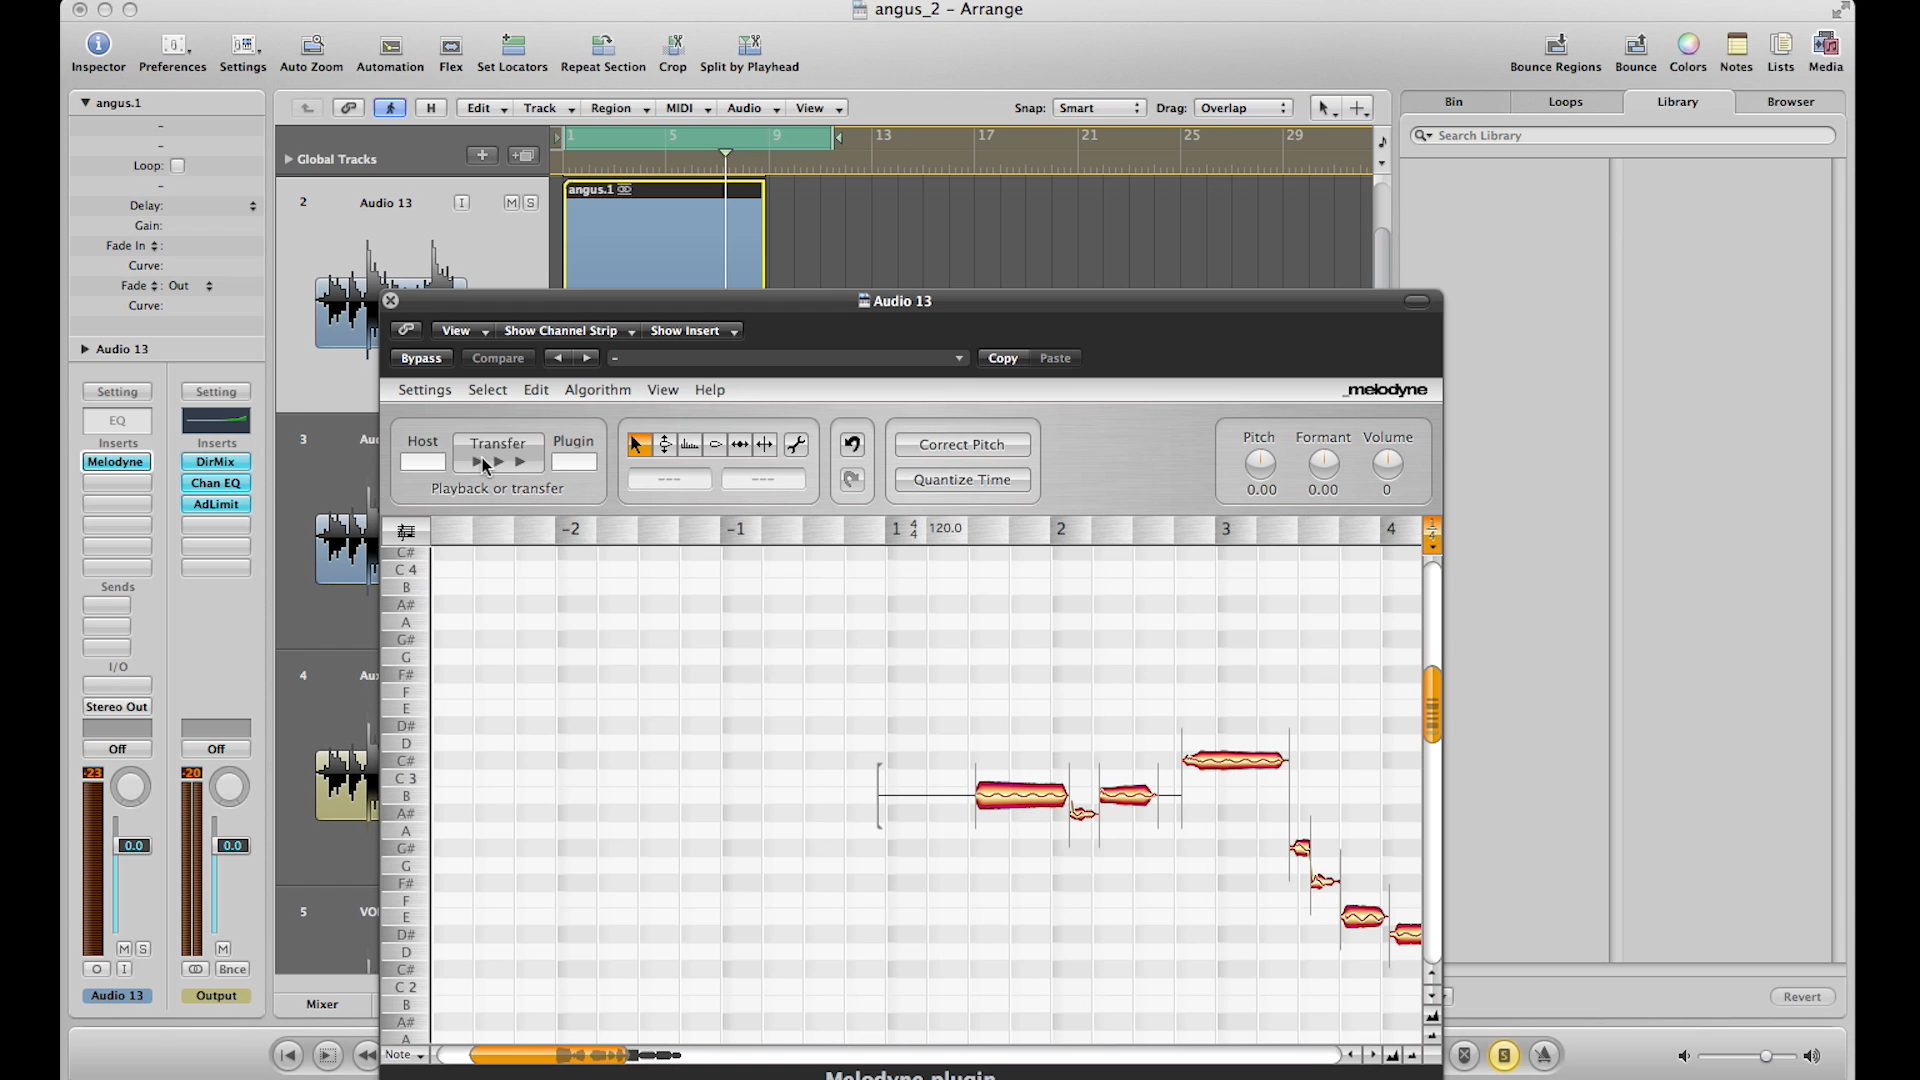 angus_2 – Arrange
Inspector Preferences Settings Auto Zoom Automation Flex Set Locators Repeat Section Crop Split by Playhead Bounce Regions Bounce Colors Notes Lists Media
angus.1
Loop:
Delay:
Gain:
Fade In :
Curve:
Fade : Out
Curve:
Audio 13
H Edit Track Region MIDI Audio View Snap: Smart Drag: Overlap
Global Tracks
1 5 9 13 17 21 25 29
2 Audio 13 I M S
angus.1
3
4
5
Mixer
Bin Loops Library Browser
Search Library
Revert
Setting Setting
EQ
Inserts Inserts
Melodyne DirMix
Chan EQ
AdLimit
Sends
I/O
Stereo Out
Off Off
-23 -20
0.0 0.0
M S M
O I Bnce
Audio 13 Output
Audio 13
View Show Channel Strip Show Insert
Bypass Compare – Copy Paste
Settings Select Edit Algorithm View Help
_melodyne
Host Transfer Plugin
Playback or transfer
--- ---
Correct Pitch
Quantize Time
Pitch Formant Volume
0.00 0.00 0
-2 -1 1 4/4 120.0 2 3 4
1/4
C#
C 4
B
A#
A
G#
G
F#
F
E
D#
D
C#
C 3
B
A#
A
G#
G
F#
F
E
D#
D
C#
C 2
B
A#
A
Note
S
Melodyne plugin